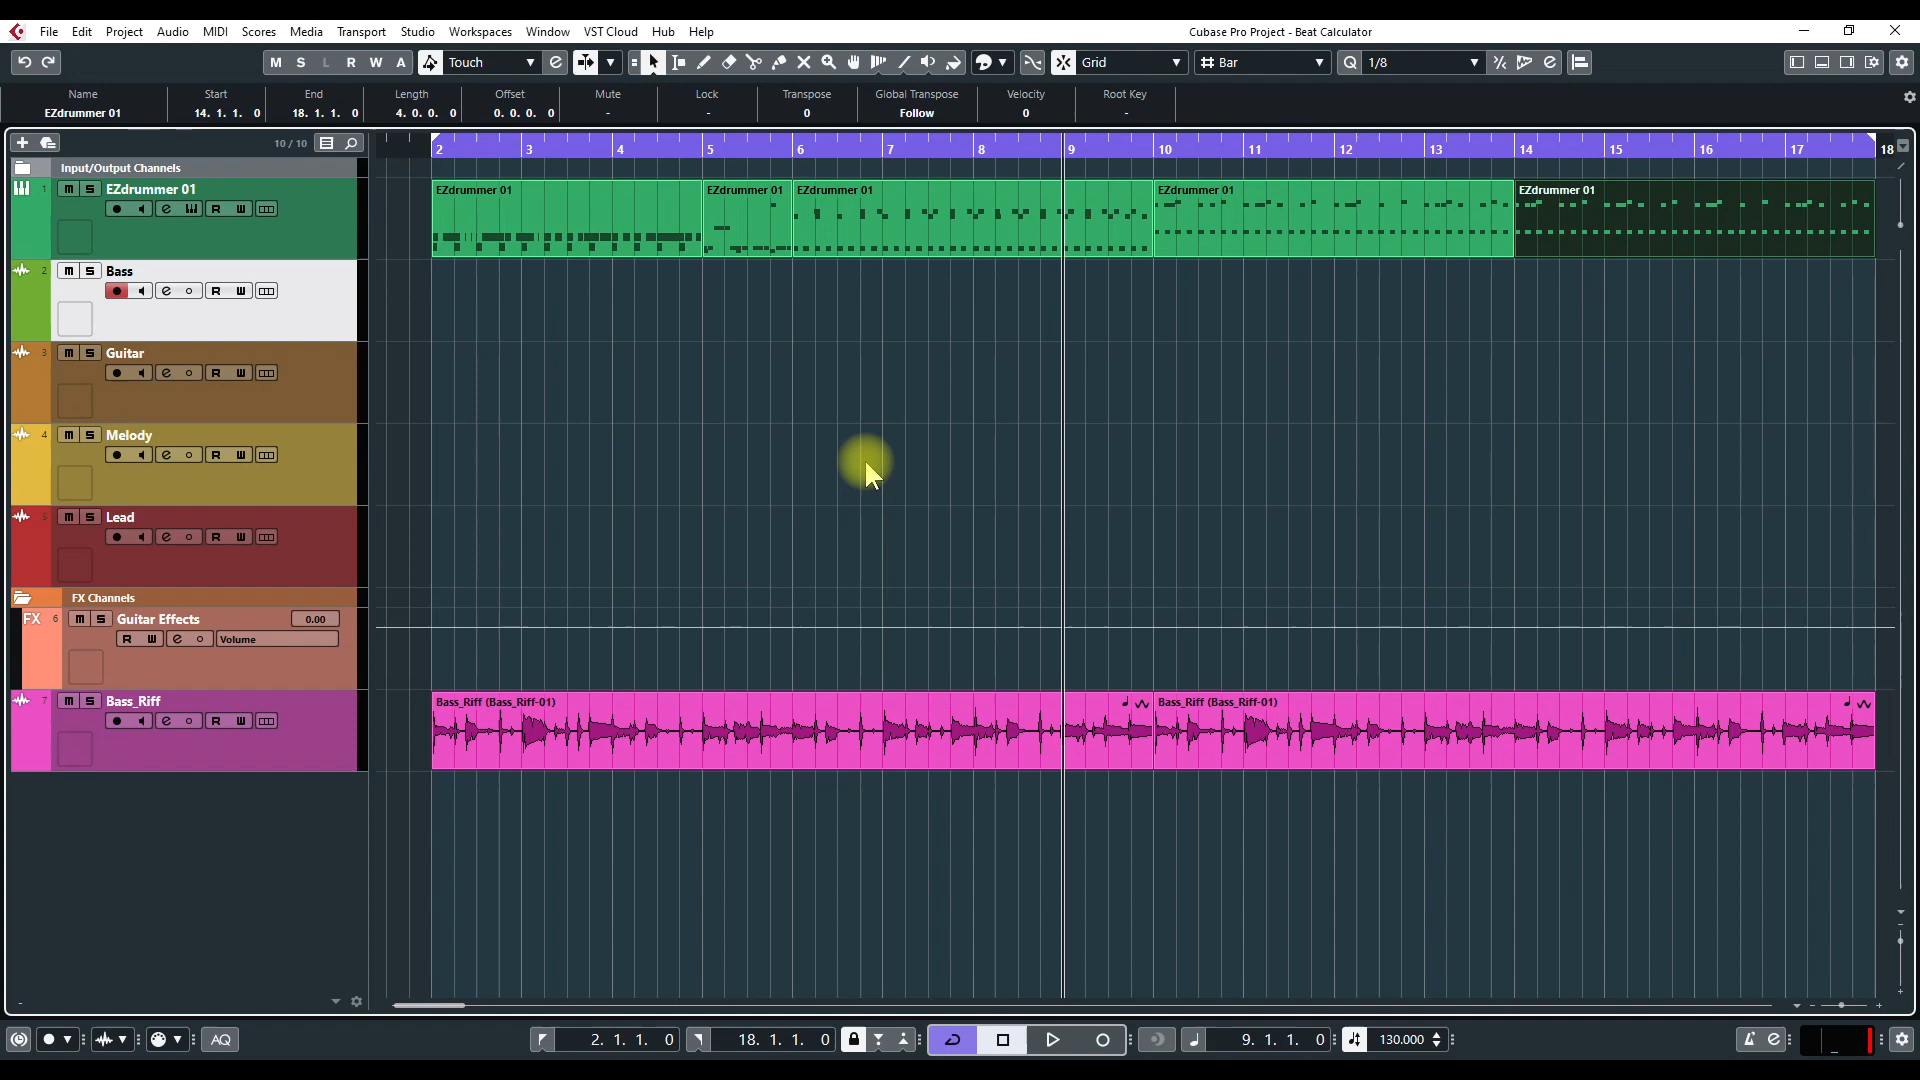 File Edit Project Audio MIDI Scores Media Transport Studio Workspaces Window VST Cloud Hub Help
Cubase Pro Project - Beat Calculator
M S L R W A Touch Grid Bar Q 1/8
Name Start End Length Offset Mute Lock Transpose Global Transpose Velocity Root Key
EZdrummer 01 14. 1. 1. 0 18. 1. 1. 0 4. 0. 0. 0 0. 0. 0. 0 - - 0 Follow 0 -
10 / 10
2 3 4 5 6 7 8 9 10 11 12 13 14 15 16 17 18
Input/Output Channels
1 m S EZdrummer 01
R W
EZdrummer 01 EZdrummer 01 EZdrummer 01 EZdrummer 01 EZdrummer 01
2 m S Bass
R W
3 m S Guitar
R W
4 m S Melody
R W
5 m S Lead
R W
FX Channels
FX 6 m S Guitar Effects 0.00
R W Volume
7 m S Bass_Riff
R W
Bass_Riff (Bass_Riff-01) Bass_Riff (Bass_Riff-01)
AQ 2. 1. 1. 0 18. 1. 1. 0 9. 1. 1. 0 130.000